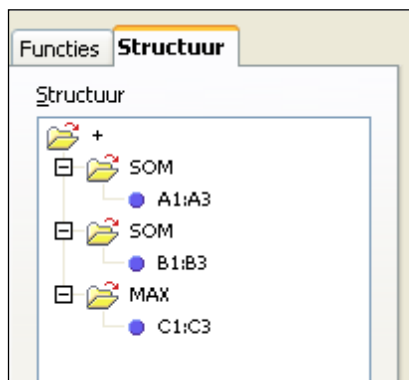 Functies Structuur
Structuur
+
SOM
A1:A3
SOM
B1:B3
MAX
C1:C3